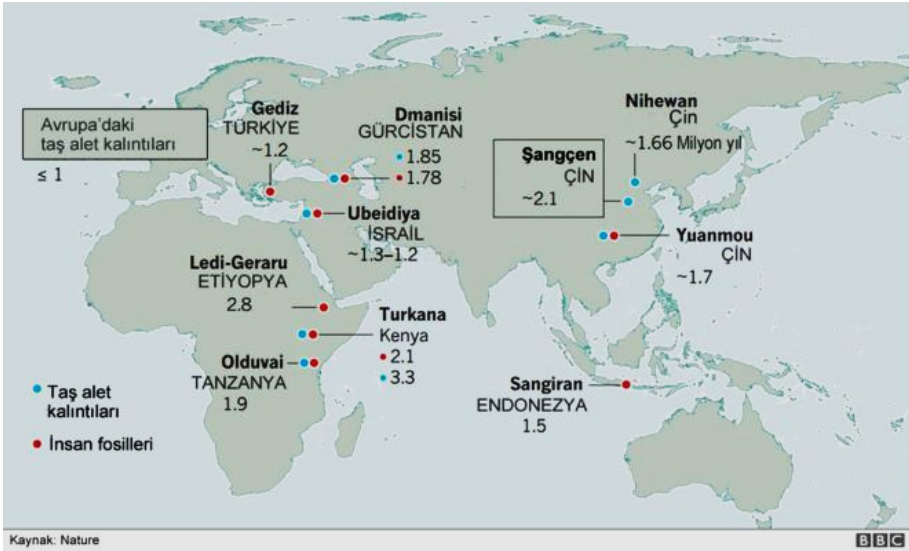 Avrupa'daki
taş alet kalıntıları
≤ 1
Gediz
TÜRKİYE
~1.2
Dmanisi
GÜRCİSTAN
1.85
1.78
Nihewan
Çin
~1.66 Milyon yıl
Şangçen
ÇİN
~2.1
Ubeidiya
İSRAİL
~1.3–1.2
Yuanmou
ÇİN
~1.7
Ledi-Geraru
ETİYOPYA
2.8
Turkana
Kenya
2.1
3.3
Olduvai
TANZANYA
1.9
Sangiran
ENDONEZYA
1.5
Taş alet
kalıntıları
İnsan fosilleri
Kaynak: Nature
BBC